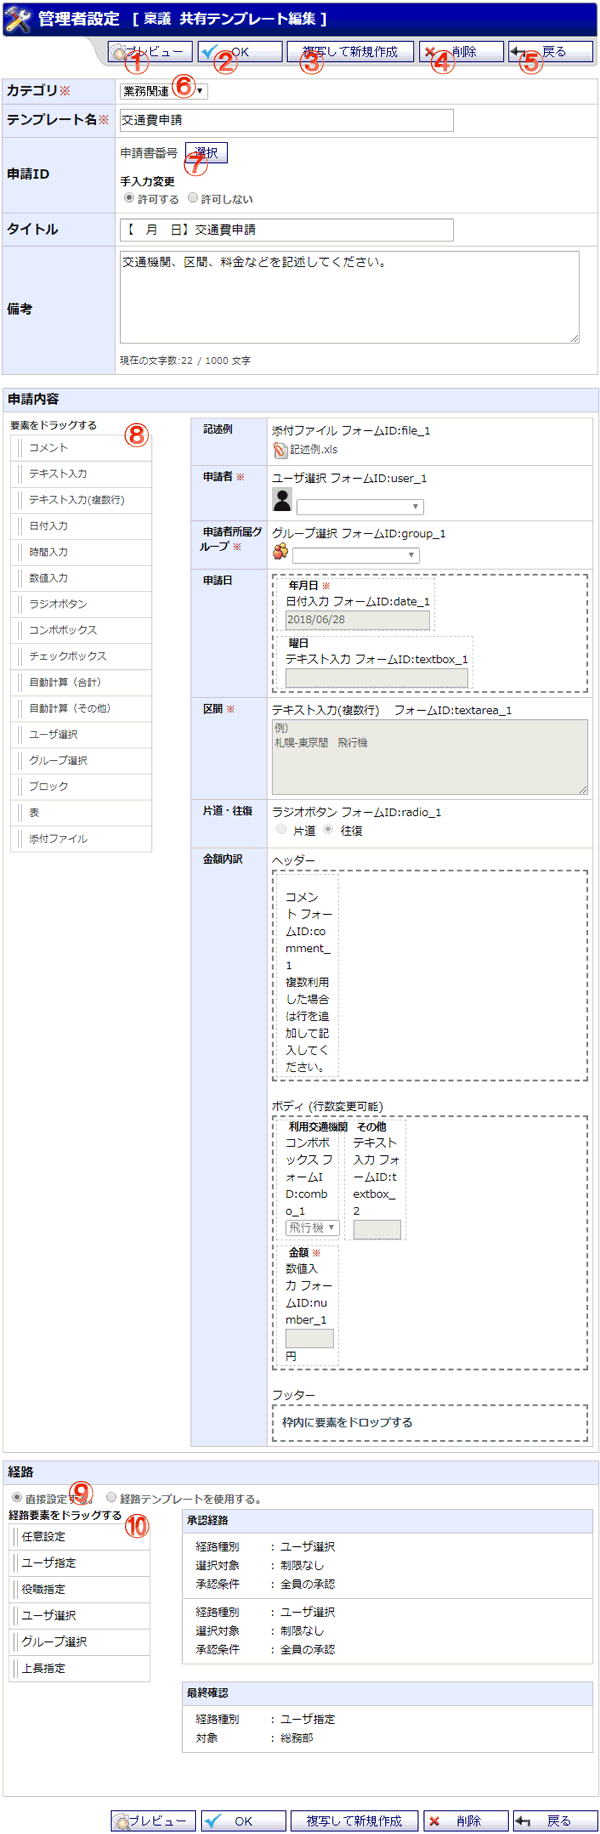 管理者設定 [ 稟議 共有テンプレート編集 ]
プレビュー OK 複写して新規作成 削除 戻る
① ② ③ ④ ⑤
カテゴリ※ 業務関連 ▼ ⑥
テンプレート名※ 交通費申請
申請ID 申請書番号 選択 ⑦
手入力変更
許可する 許可しない
タイトル 【　月　日】交通費申請
備考 交通機関、区間、料金などを記述してください。
現在の文字数:22 / 1000 文字
申請内容
要素をドラッグする ⑧
コメント
テキスト入力
テキスト入力(複数行)
日付入力
時間入力
数値入力
ラジオボタン
コンボボックス
チェックボックス
自動計算（合計）
自動計算（その他）
ユーザ選択
グループ選択
ブロック
表
添付ファイル
記述例 添付ファイル フォームID:file_1
記述例.xls
申請者 ※ ユーザ選択 フォームID:user_1
申請者所属グループ ※ グループ選択 フォームID:group_1
申請日 年月日 ※
日付入力 フォームID:date_1
2018/06/28
曜日
テキスト入力 フォームID:textbox_1
区間 ※ テキスト入力(複数行)　フォームID:textarea_1
例）
札幌-東京間　飛行機
片道・往復 ラジオボタン フォームID:radio_1
片道 往復
金額内訳 ヘッダー
コメン
ト フォー
ムID:co
mment_
1
複数利用
した場合
は行を追
加して記
入してく
ださい。
ボディ (行数変更可能)
利用交通機関 その他
コンボボ テキスト
ックス フ 入力 フォ
ォームI ームID:t
D:comb extbox_
o_1 2
飛行機 ▼
金額 ※
数値入
力 フォー
ムID:nu
mber_1
円
フッター
枠内に要素をドロップする
経路
直接設定する。 ⑨ 経路テンプレートを使用する。
経路要素をドラッグする ⑩
任意設定
ユーザ指定
役職指定
ユーザ選択
グループ選択
上長指定
承認経路
経路種別 ： ユーザ選択
選択対象 ： 制限なし
承認条件 ： 全員の承認
経路種別 ： ユーザ選択
選択対象 ： 制限なし
承認条件 ： 全員の承認
最終確認
経路種別 ： ユーザ指定
対象 ： 総務部
プレビュー OK 複写して新規作成 削除 戻る